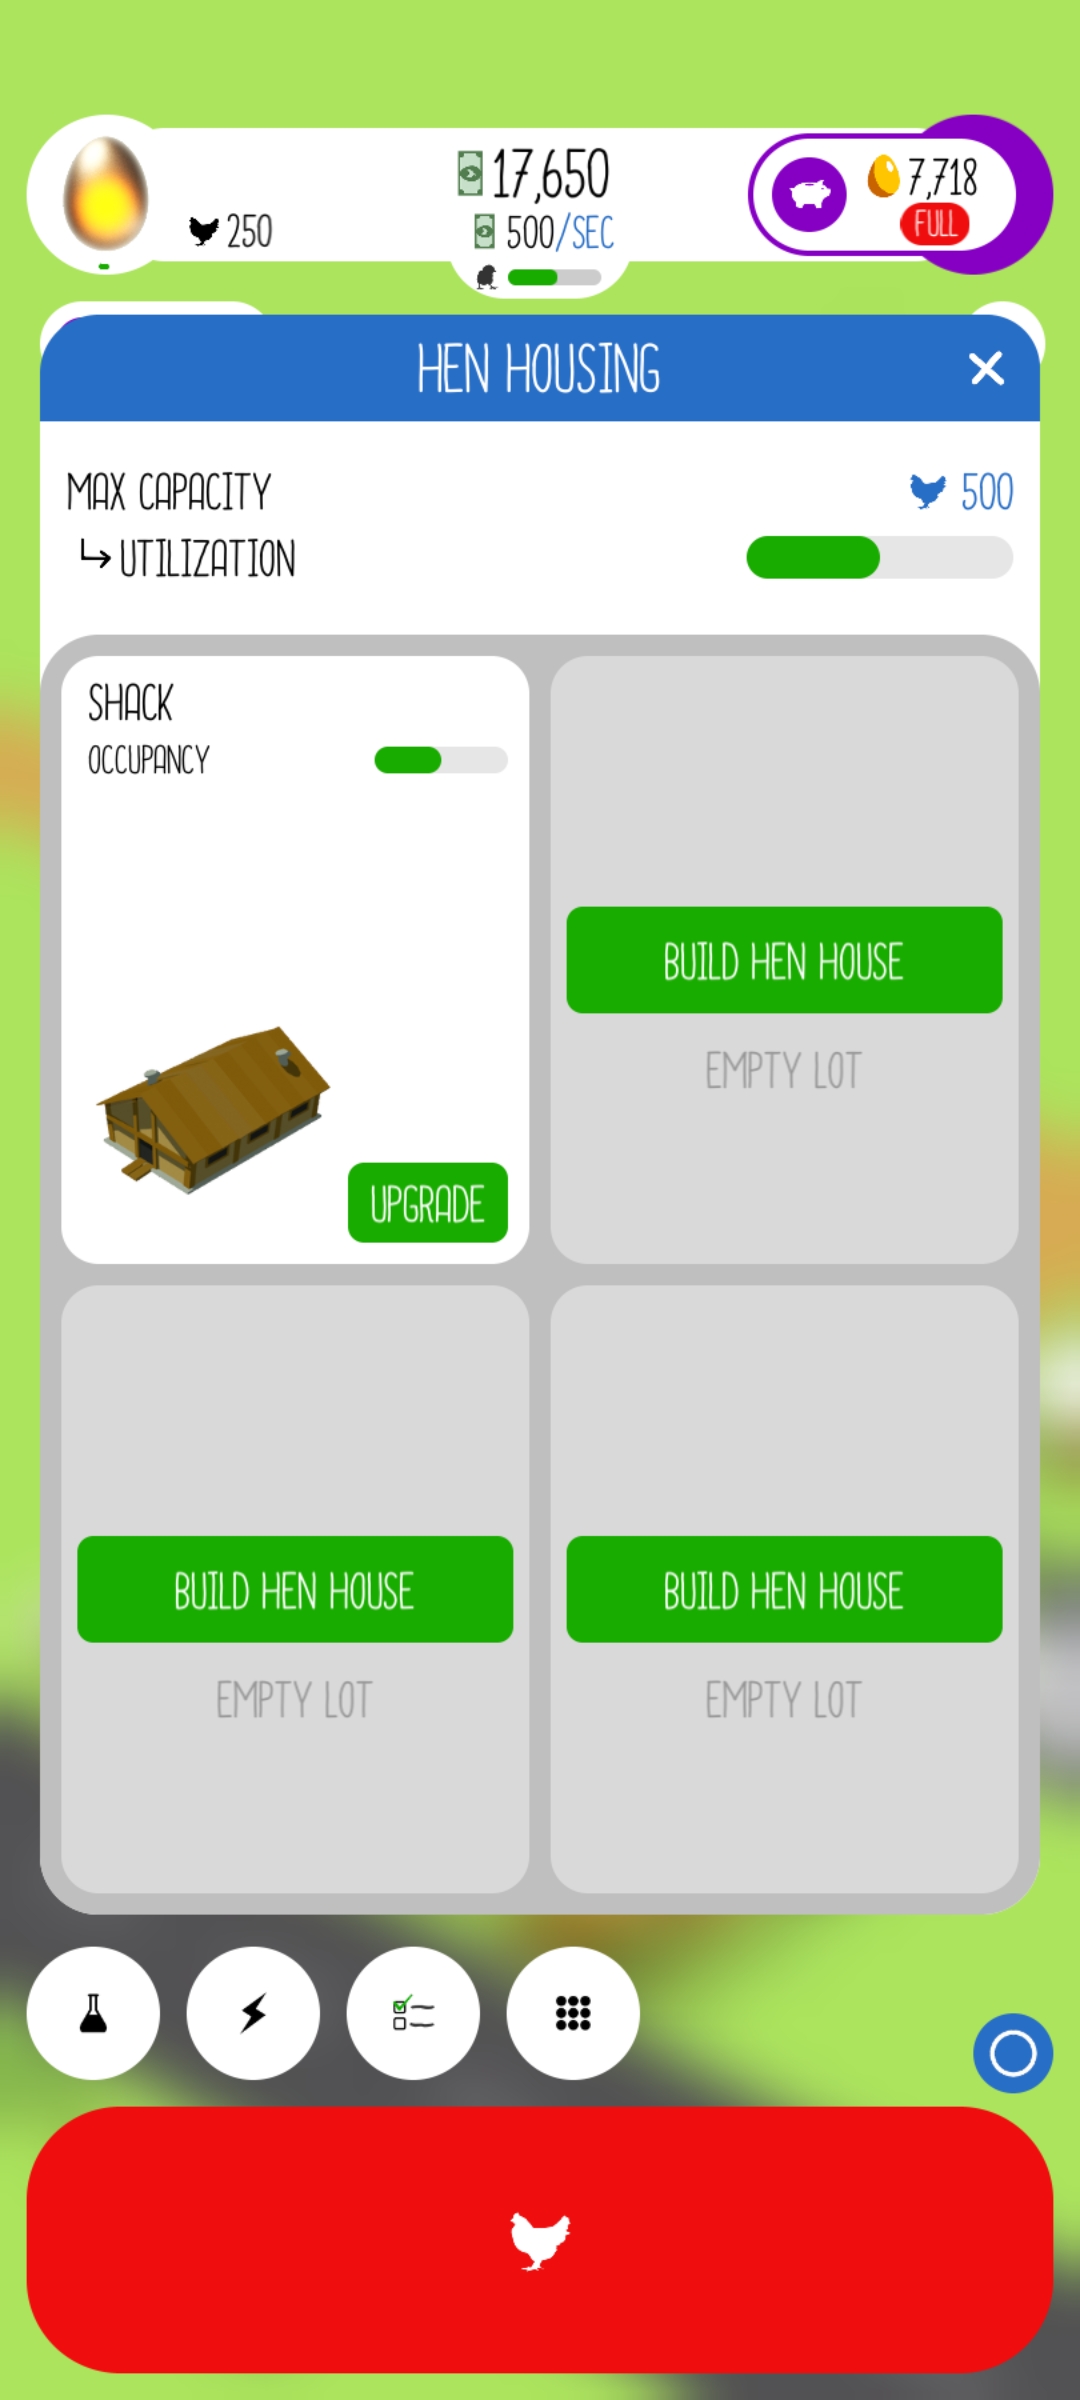 17,650
7,718
250
500/SEC
FULL
HEN HOUSING
MAX CAPACITY
500
UTILIZATION
SHACK
OCCUPANCY
BUILD HEN HOUSE
EMPTY LOT
UPGRADE
BUILD HEN HOUSE
BUILD HEN HOUSE
EMPTY LOT
EMPTY LOT